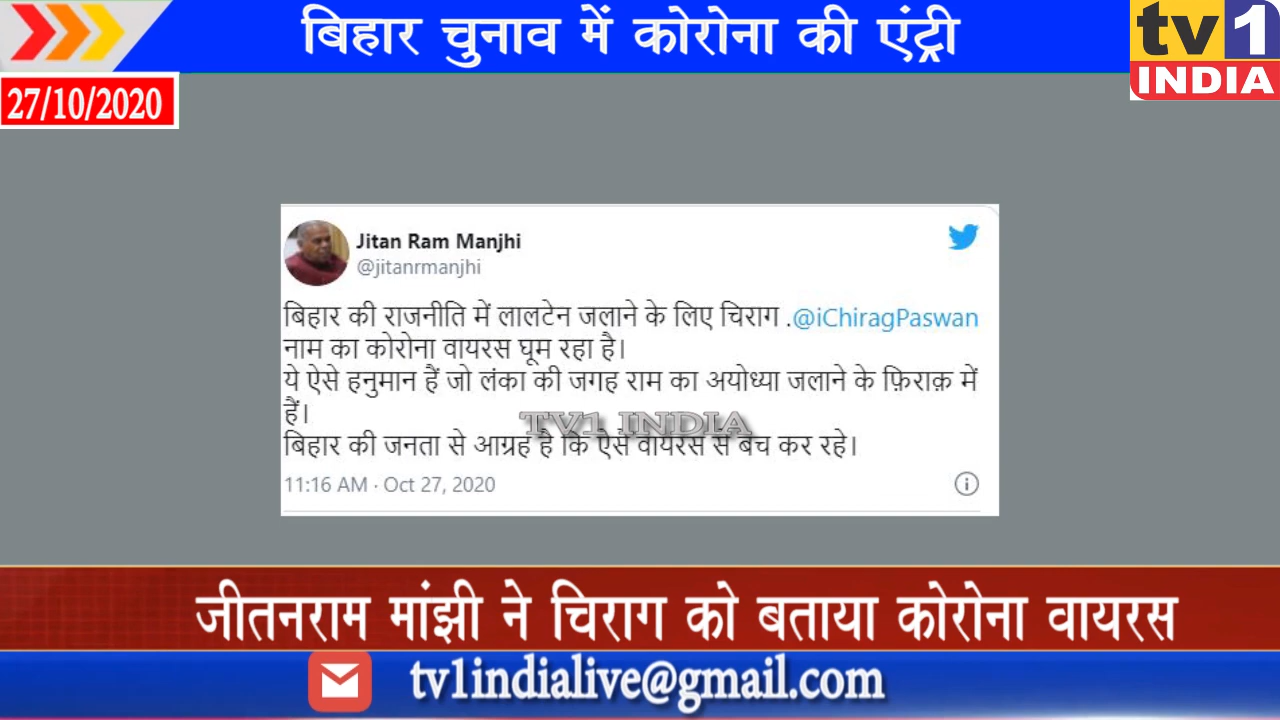 बिहार चुनाव में कोरोना की एंट्री
tv1
INDIA
27/10/2020
Jitan Ram Manjhi
@jitanrmanjhi
बिहार की राजनीति में लालटेन जलाने के लिए चिराग .@iChiragPaswan
नाम का कोरोना वायरस घूम रहा है।
ये ऐसे हनुमान हैं जो लंका की जगह राम का अयोध्या जलाने के फ़िराक़ में
हैं।
TV1 INDIA
बिहार की जनता से आग्रह है कि ऐसे वायरस से बच कर रहे।
11:16 AM · Oct 27, 2020
जीतनराम मांझी ने चिराग को बताया कोरोना वायरस
tv1indialive@gmail.com